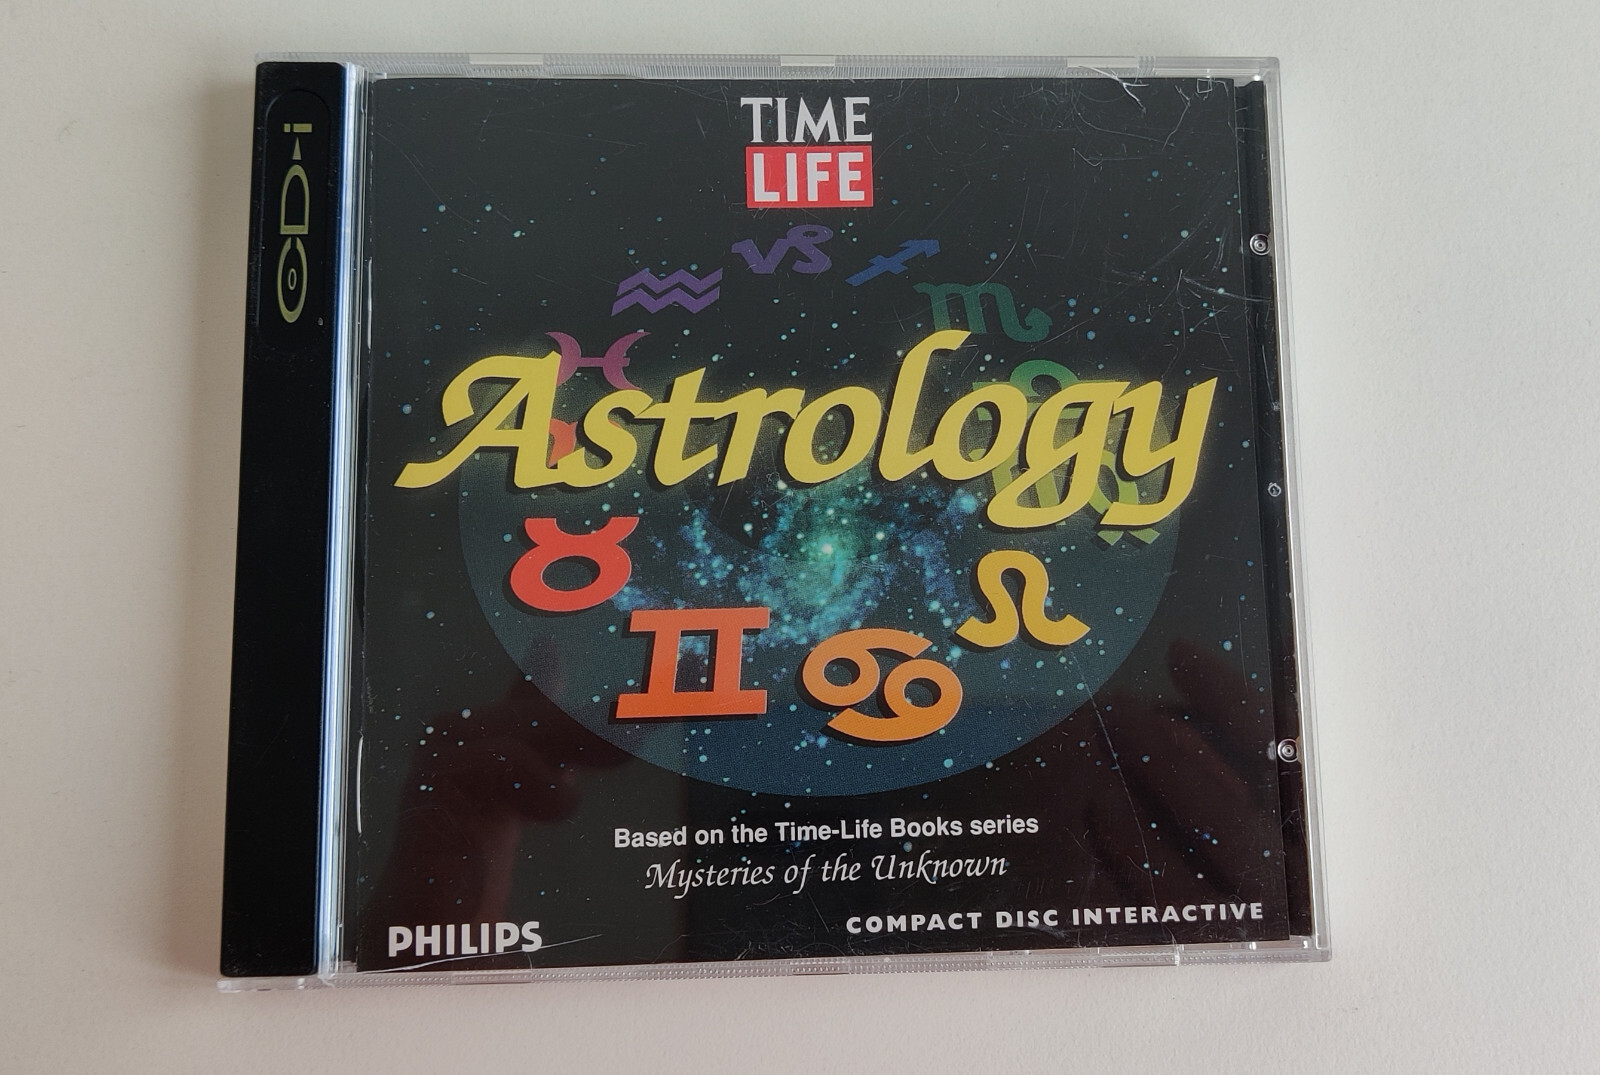 CD-i
TIME
LIFE
Astrology
Based on the Time-Life Books series
Mysteries of the Unknown
PHILIPS
COMPACT DISC INTERACTIVE